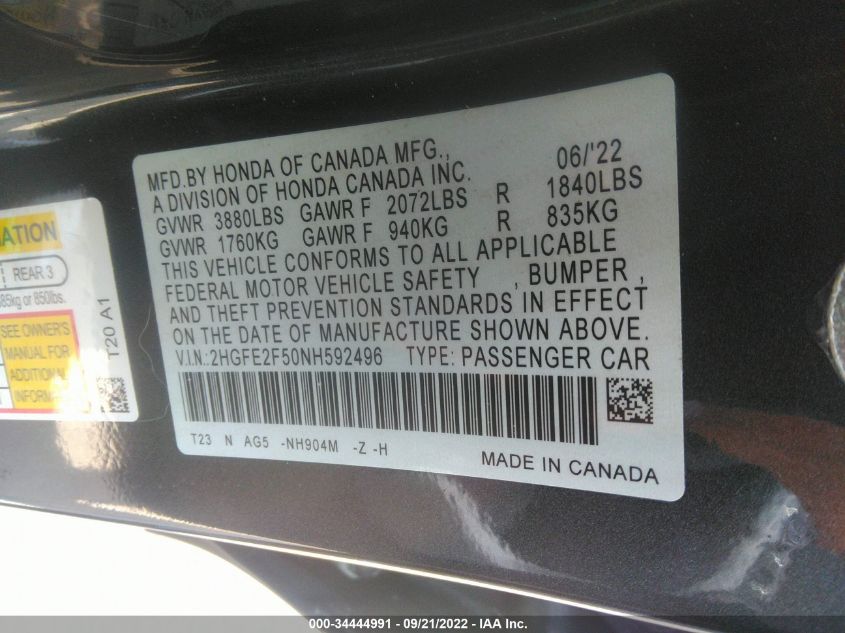 MFD.BY HONDA OF CANADA MFG., 06/'22
A DIVISION OF HONDA CANADA INC.
GVWR 3880LBS GAWR F 2072LBS R 1840LBS
GVWR 1760KG GAWR F 940KG R 835KG
THIS VEHICLE CONFORMS TO ALL APPLICABLE
FEDERAL MOTOR VEHICLE SAFETY , BUMPER ,
AND THEFT PREVENTION STANDARDS IN EFFECT
ON THE DATE OF MANUFACTURE SHOWN ABOVE.
V.I.N.:2HGFE2F50NH592496 TYPE: PASSENGER CAR
T23 N AG5 -NH904M -Z -H
MADE IN CANADA
REAR 3
or 850lbs.
SEE OWNER'S
MANUAL FOR
ADDITIONAL
T20 A1
000-34444991 - 09/21/2022 - IAA Inc.